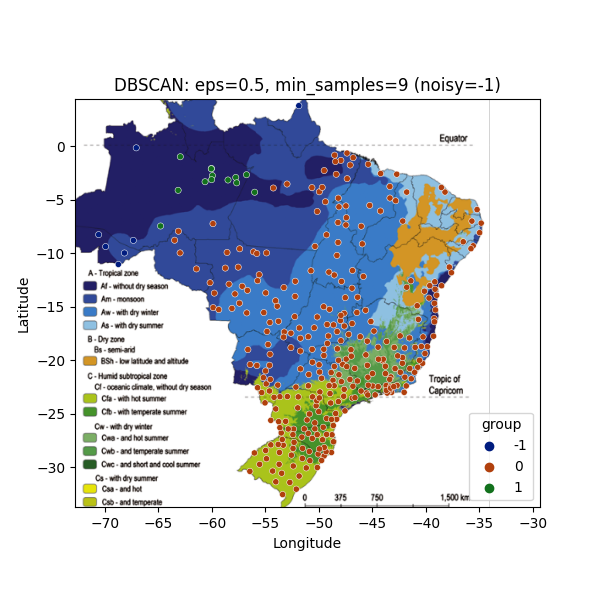 DBSCAN: eps=0.5, min_samples=9 (noisy=-1)
Equator
0
−5
−10
−15
−20
−25
−30
Latitude
A - Tropical zone
Af - without dry season
Am - monsoon
Aw - with dry winter
As - with dry summer
B - Dry zone
Bs - semi-arid
BSh - low latitude and altitude
C - Humid subtropical zone
Cf - oceanic climate, without dry season
Cfa - with hot summer
Cfb - with temperate summer
Cw - with dry winter
Cwa - and hot summer
Cwb - and temperate summer
Cwc - and short and cool summer
Cs - with dry summer
Csa - and hot
Csb - and temperate
Tropic of
Capricorn
group
-1
0
1
0 375 750 1,500 km
−70 −65 −60 −55 −50 −45 −40 −35 −30
Longitude